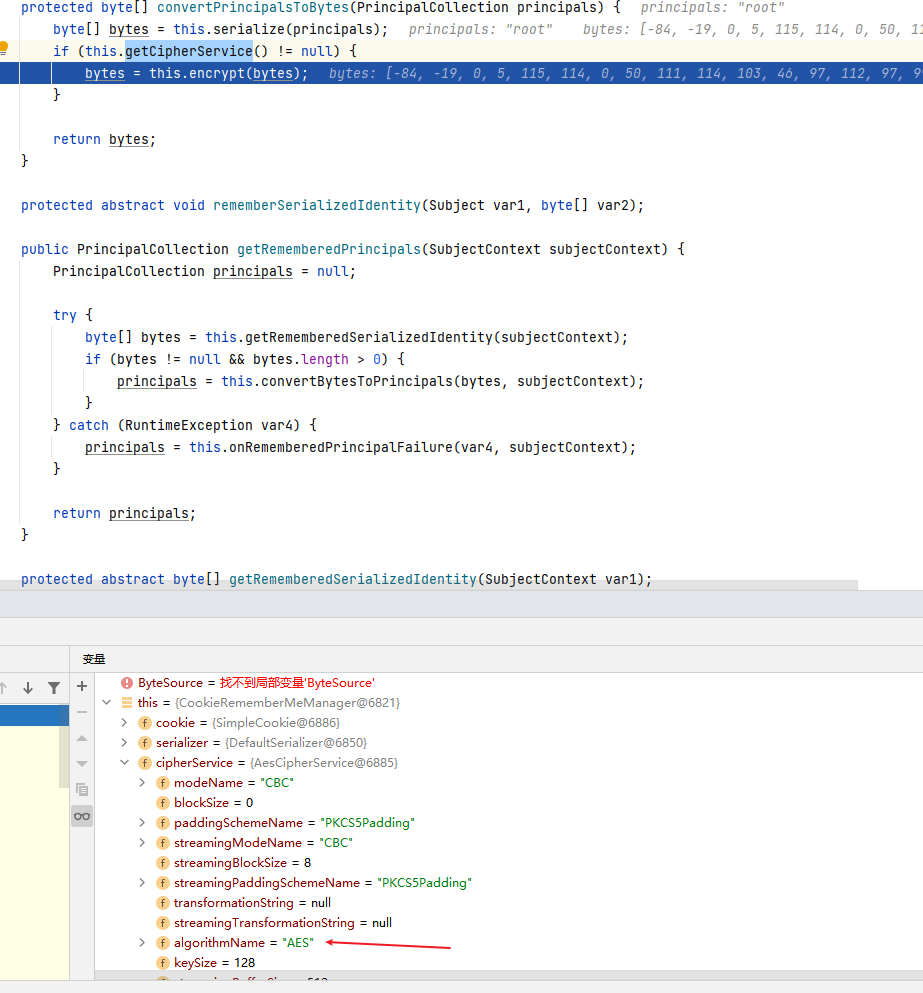 protected byte[] convertPrincipalsToBytes(PrincipalCollection principals) {  principals: "root"
byte[] bytes = this.serialize(principals);  principals: "root"  bytes: [-84, -19, 0, 5, 115, 114, 0, 50, 11
if (this.getCipherService() != null) {
bytes = this.encrypt(bytes);  bytes: [-84, -19, 0, 5, 115, 114, 0, 50, 111, 114, 103, 46, 97, 112, 97, 9
}
return bytes;
}
protected abstract void rememberSerializedIdentity(Subject var1, byte[] var2);
public PrincipalCollection getRememberedPrincipals(SubjectContext subjectContext) {
PrincipalCollection principals = null;
try {
byte[] bytes = this.getRememberedSerializedIdentity(subjectContext);
if (bytes != null && bytes.length > 0) {
principals = this.convertBytesToPrincipals(bytes, subjectContext);
}
} catch (RuntimeException var4) {
principals = this.onRememberedPrincipalFailure(var4, subjectContext);
}
return principals;
}
protected abstract byte[] getRememberedSerializedIdentity(SubjectContext var1);
变量
ByteSource = 找不到局部变量'ByteSource'
this = {CookieRememberMeManager@6821}
cookie = {SimpleCookie@6886}
serializer = {DefaultSerializer@6850}
cipherService = {AesCipherService@6885}
modeName = "CBC"
blockSize = 0
paddingSchemeName = "PKCS5Padding"
streamingModeName = "CBC"
streamingBlockSize = 8
streamingPaddingSchemeName = "PKCS5Padding"
transformationString = null
streamingTransformationString = null
algorithmName = "AES"
keySize = 128